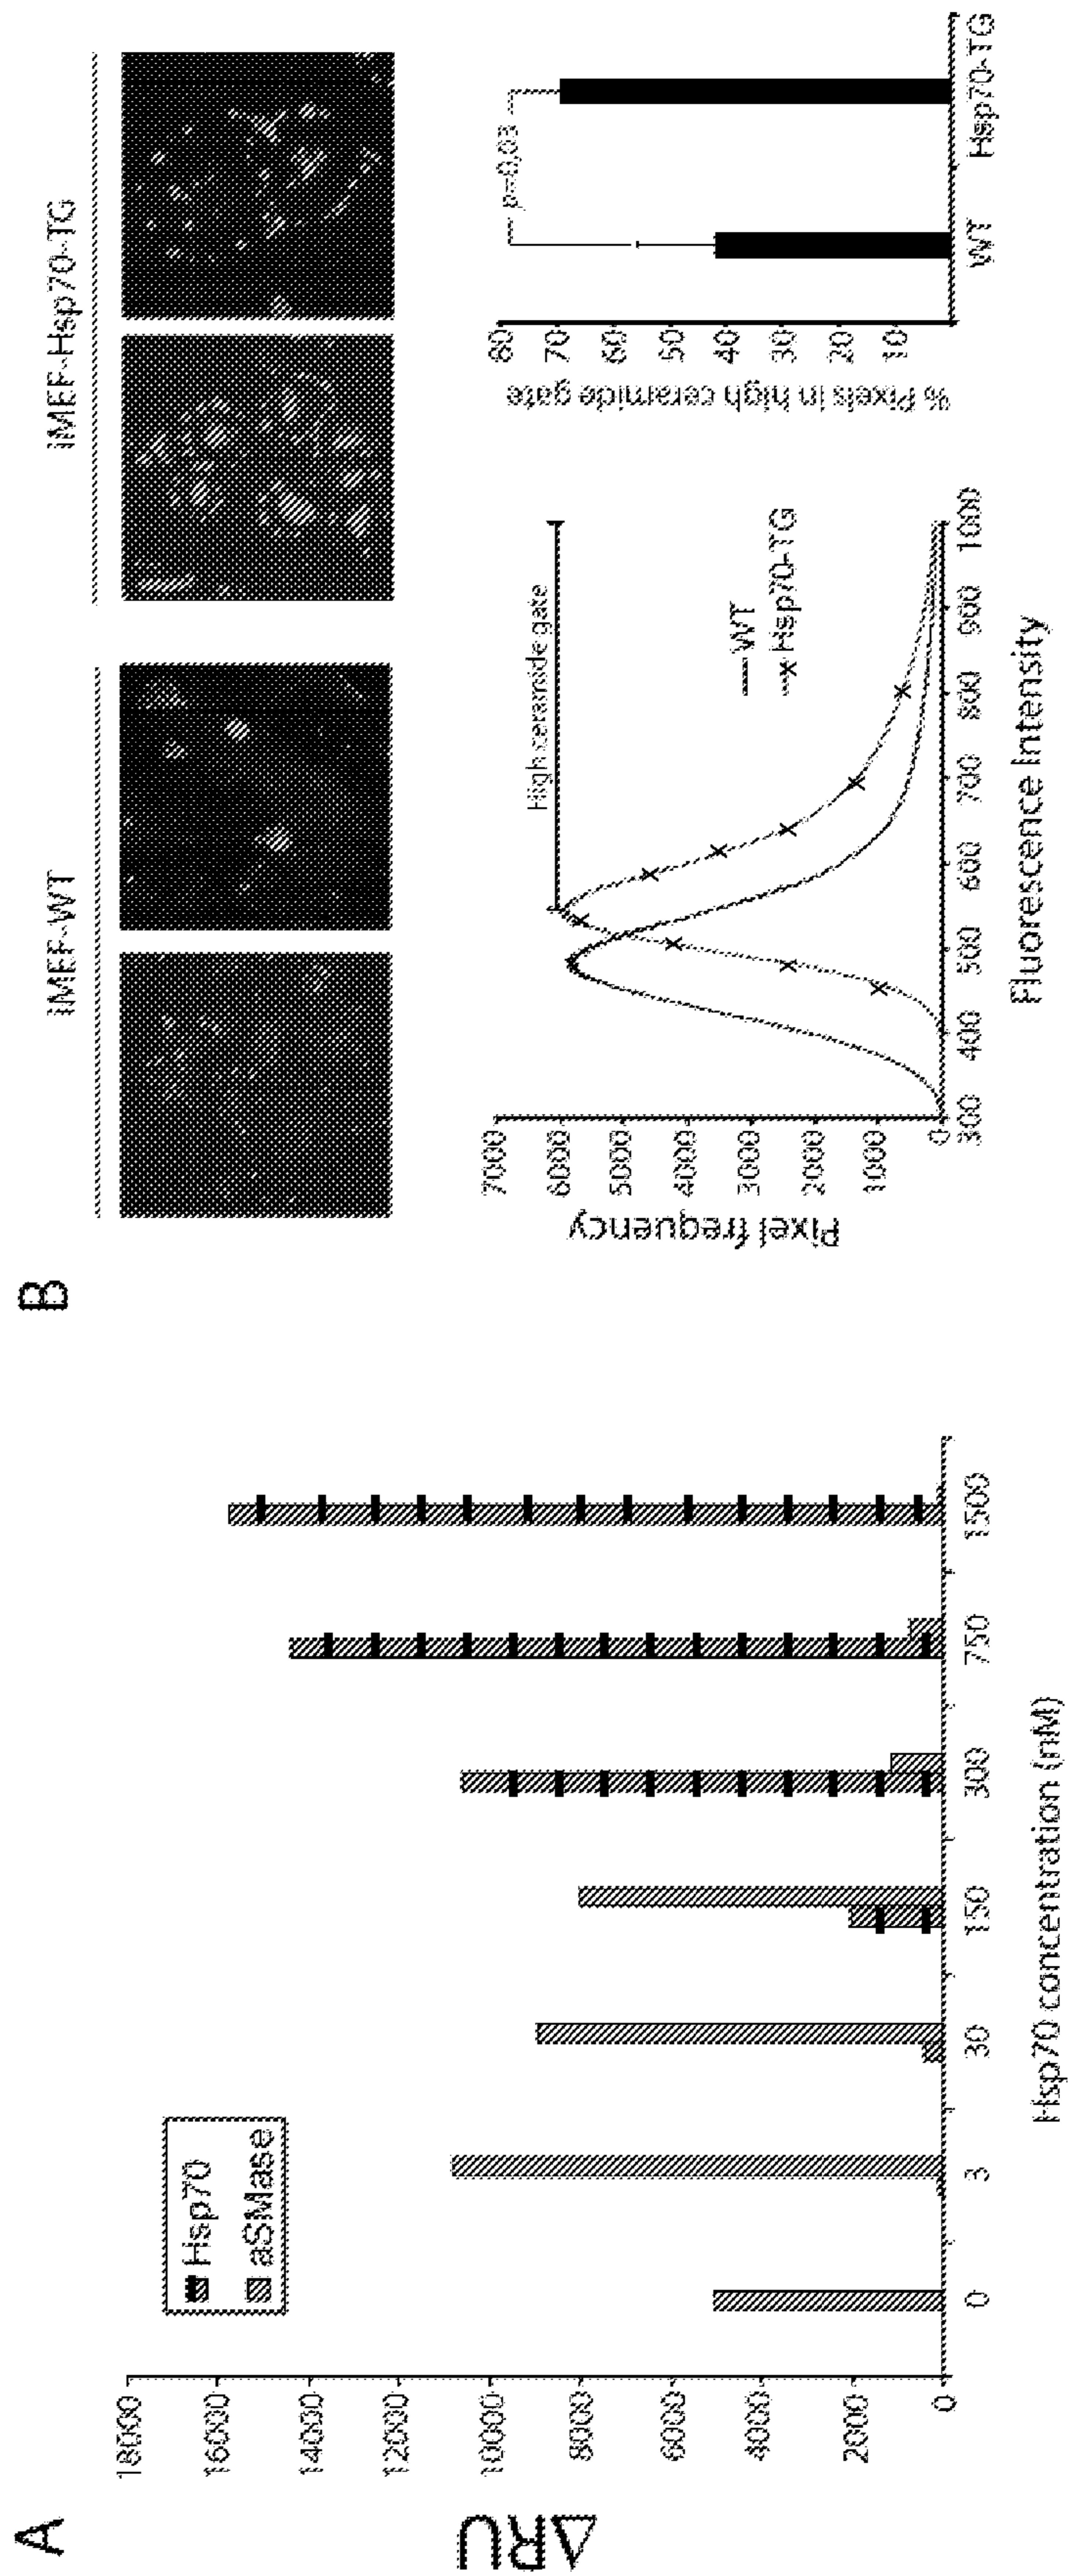 A
ΔRU
18000
16000
14000
12000
10000
8000
6000
4000
2000
0
Hsp70
aSMase
0 3 30 150 300 750 1500
Hsp70 concentration (nM)
B
iMEF-WT
iMEF-Hsp70-TG
Pixel frequency
7000
6000
5000
4000
3000
2000
1000
0
High ceramide gate
WT
Hsp70-TG
300 400 500 600 700 800 900 1000
Fluorescence Intensity
% Pixels in high ceramide gate
80
70
60
50
40
30
20
10
p=0,03
WT Hsp70-TG